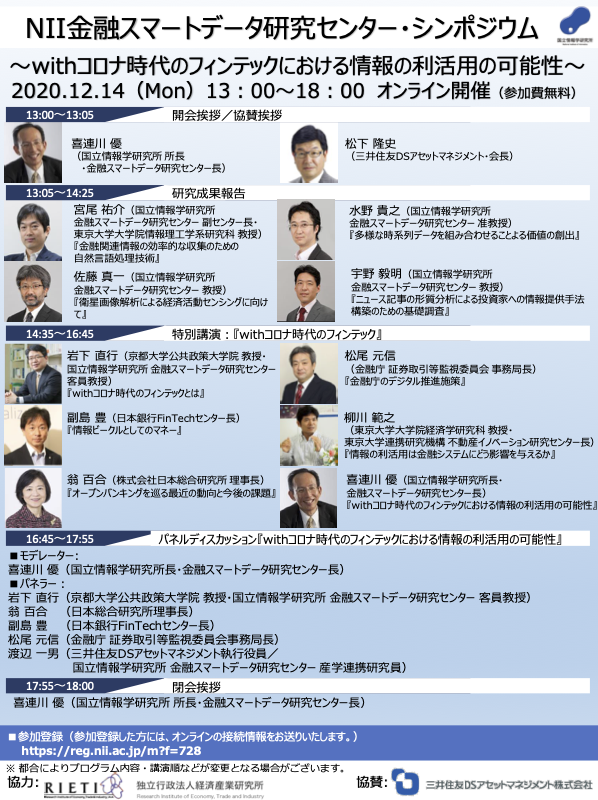 NII金融スマートデータ研究センター・シンポジウム
国立情報学研究所
～withコロナ時代のフィンテックにおける情報の利活用の可能性～
2020.12.14（Mon）13：00～18：00 オンライン開催（参加費無料）
13:00～13:05 開会挨拶／協賛挨拶
喜連川 優
（国立情報学研究所 所長
・金融スマートデータ研究センター長）
松下 隆史
（三井住友DSアセットマネジメント・会長）
13:05～14:25 研究成果報告
宮尾 祐介（国立情報学研究所
金融スマートデータ研究センター 副センター長・
東京大学大学院情報理工学系研究科 教授）
『金融関連情報の効率的な収集のための
自然言語処理技術』
水野 貴之（国立情報学研究所
金融スマートデータ研究センター 准教授）
『多様な時系列データを組み合わせることよる価値の創出』
佐藤 真一（国立情報学研究所
金融スマートデータ研究センター 教授）
『衛星画像解析による経済活動センシングに向け
て』
宇野 毅明（国立情報学研究所
金融スマートデータ研究センター 教授）
『ニュース記事の形質分析による投資家への情報提供手法
構築のための基礎調査』
14:35～16:45 特別講演：『withコロナ時代のフィンテック』
岩下 直行（京都大学公共政策大学院 教授・
国立情報学研究所 金融スマートデータ研究センター
客員教授）
『withコロナ時代のフィンテックとは』
松尾 元信
（金融庁 証券取引等監視委員会 事務局長）
『金融庁のデジタル推進施策』
副島 豊（日本銀行FinTechセンター長）
『情報ビークルとしてのマネー』
柳川 範之
（東京大学大学院経済学研究科 教授・
東京大学連携研究機構 不動産イノベーション研究センター長）
『情報の利活用は金融システムにどう影響を与えるか』
翁 百合（株式会社日本総合研究所 理事長）
『オープンバンキングを巡る最近の動向と今後の課題』
喜連川 優（国立情報学研究所長・
金融スマートデータ研究センター長）
『withコロナ時代のフィンテックにおける情報の利活用の可能性』
16:45～17:55 パネルディスカッション『withコロナ時代のフィンテックにおける情報の利活用の可能性』
■モデレーター：
喜連川 優（国立情報学研究所長・金融スマートデータ研究センター長）
■パネラー：
岩下 直行（京都大学公共政策大学院 教授・国立情報学研究所 金融スマートデータ研究センター 客員教授）
翁 百合 （日本総合研究所理事長）
副島 豊 （日本銀行FinTechセンター長）
松尾 元信（金融庁 証券取引等監視委員会事務局長）
渡辺 一男（三井住友DSアセットマネジメント執行役員／
国立情報学研究所 金融スマートデータ研究センター 産学連携研究員）
17:55～18:00 閉会挨拶
喜連川 優（国立情報学研究所 所長・金融スマートデータ研究センター長）
■参加登録（参加登録した方には、オンラインの接続情報をお送りいたします。）
https://reg.nii.ac.jp/m?f=728
※ 都合によりプログラム内容・講演順などが変更となる場合がございます。
協力： RIETI 独立行政法人経済産業研究所
Research Institute of Economy, Trade and Industry
協賛： 三井住友DSアセットマネジメント株式会社